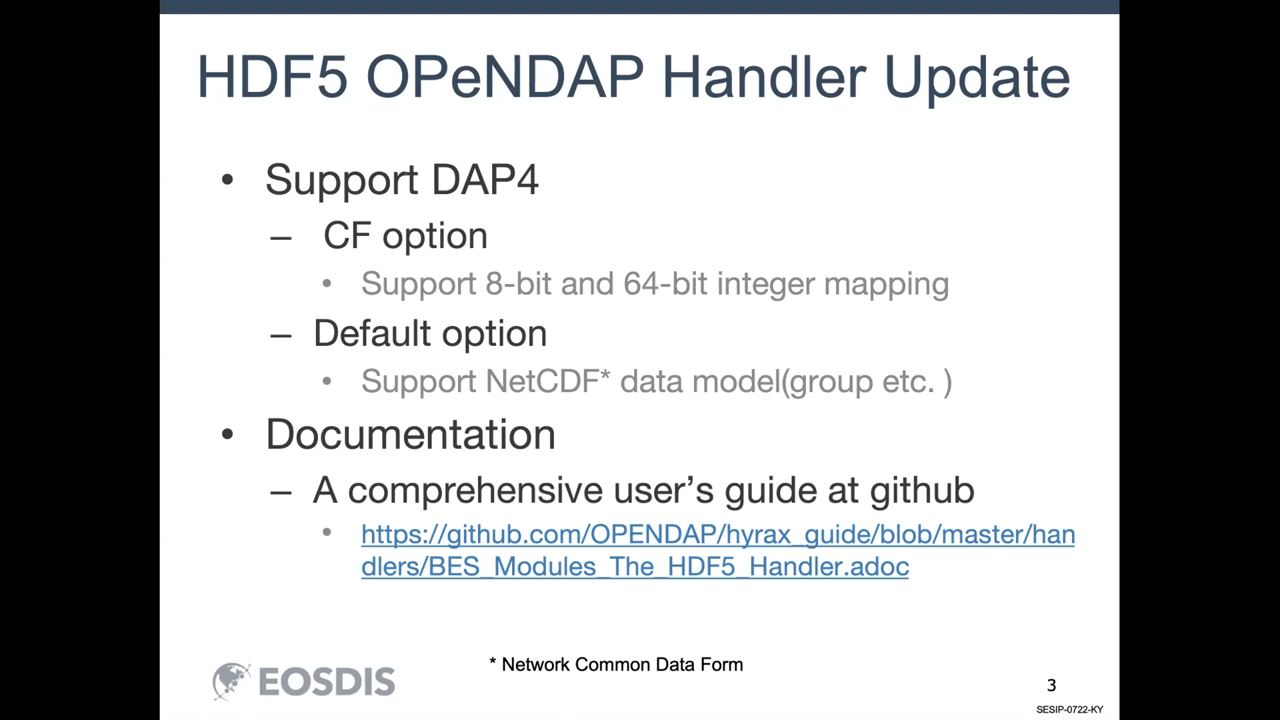 HDF5 OPeNDAP Handler Update
• Support DAP4
– CF option
• Support 8-bit and 64-bit integer mapping
– Default option
• Support NetCDF* data model(group etc. )
• Documentation
– A comprehensive user’s guide at github
• https://github.com/OPENDAP/hyrax_guide/blob/master/han
dlers/BES_Modules_The_HDF5_Handler.adoc
* Network Common Data Form
EOSDIS
3
SESIP-0722-KY